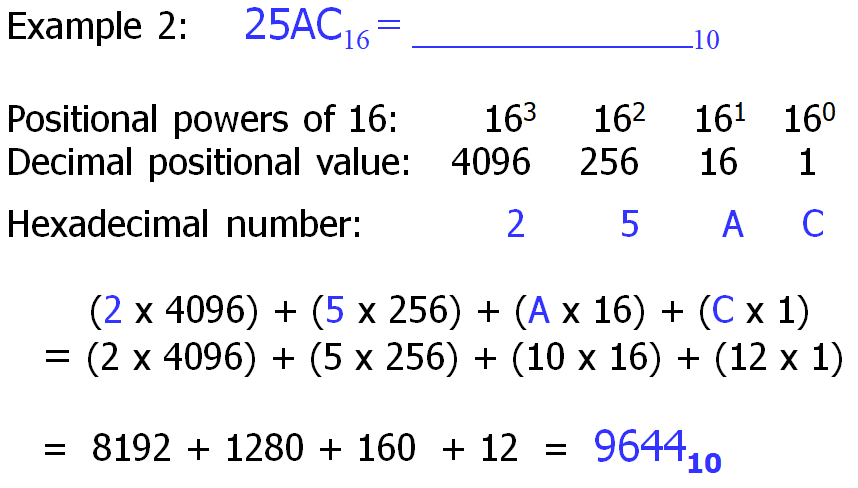 Example 2: 25AC₁₆ = ______________₁₀
Positional powers of 16: 16³ 16² 16¹ 16⁰
Decimal positional value: 4096 256 16 1
Hexadecimal number: 2 5 A C
(2 x 4096) + (5 x 256) + (A x 16) + (C x 1)
= (2 x 4096) + (5 x 256) + (10 x 16) + (12 x 1)
= 8192 + 1280 + 160 + 12 = 9644₁₀